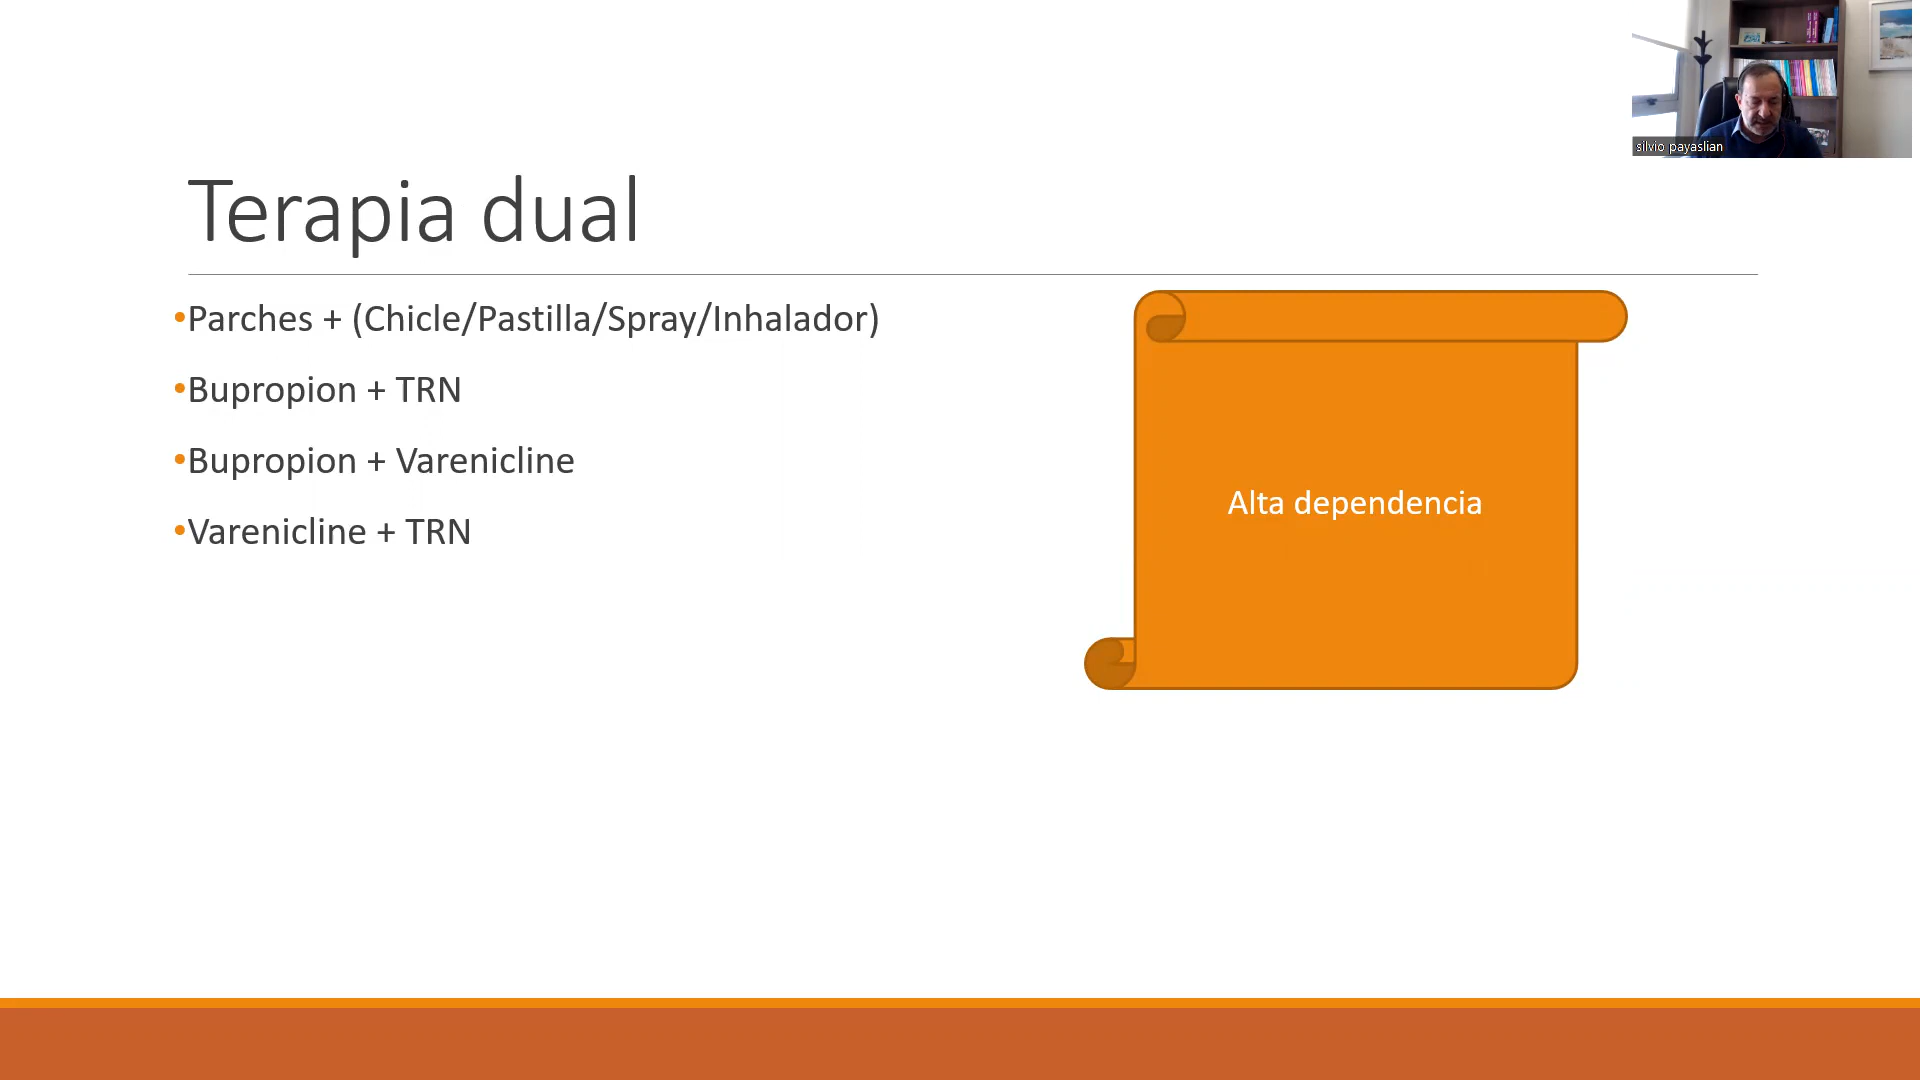 silvio payaslian
Terapia dual
•Parches + (Chicle/Pastilla/Spray/Inhalador)
•Bupropion + TRN
•Bupropion + Varenicline
•Varenicline + TRN
Alta dependencia